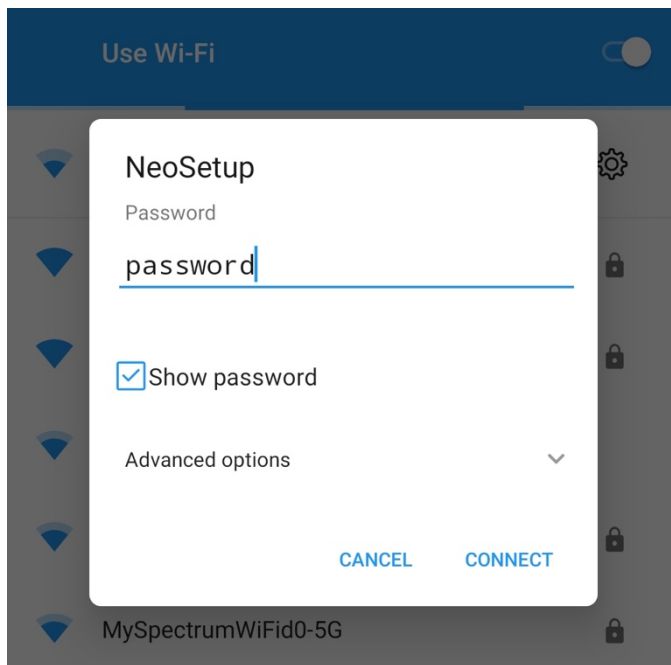 Use Wi-Fi
NeoSetup
Password
password
Show password
Advanced options
CANCEL CONNECT
MySpectrumWiFid0-5G